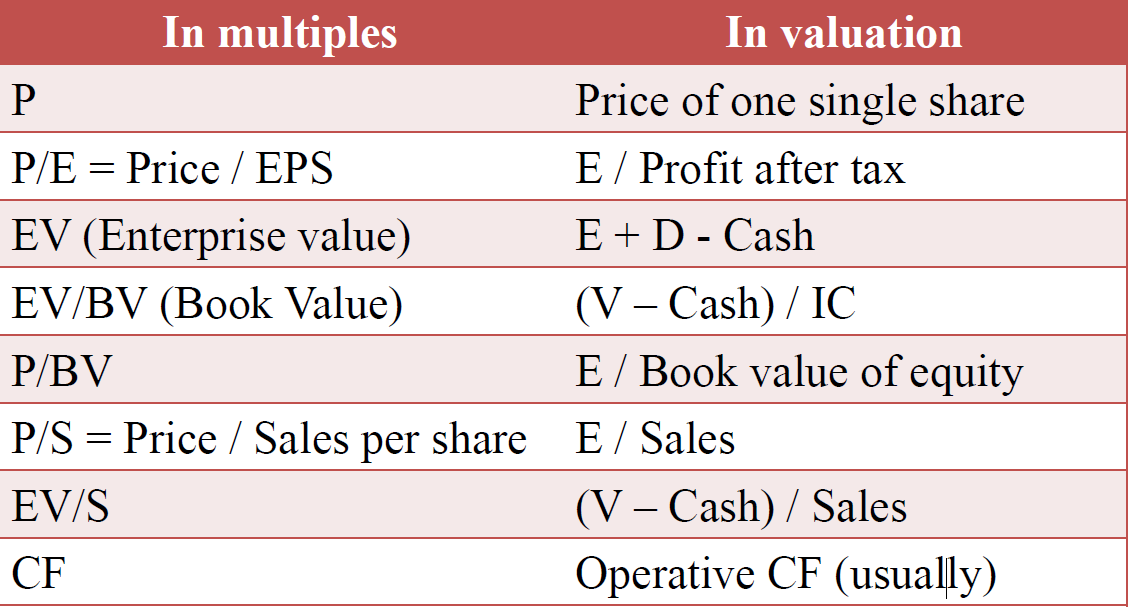 In multiples In valuation
P Price of one single share
P/E = Price / EPS E / Profit after tax
EV (Enterprise value) E + D - Cash
EV/BV (Book Value) (V – Cash) / IC
P/BV E / Book value of equity
P/S = Price / Sales per share E / Sales
EV/S (V – Cash) / Sales
CF Operative CF (usually)